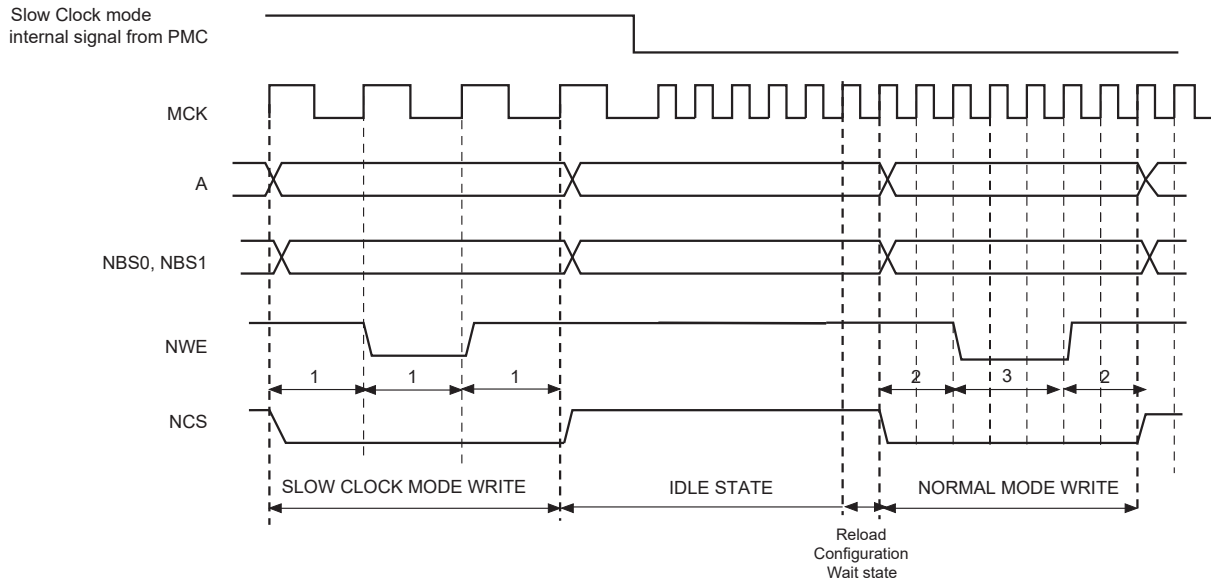 Slow Clock mode
internal signal from PMC
MCK
A
NBS0, NBS1
NWE
1 1 1 2 3 2
NCS
SLOW CLOCK MODE WRITE IDLE STATE NORMAL MODE WRITE
Reload
Configuration
Wait state